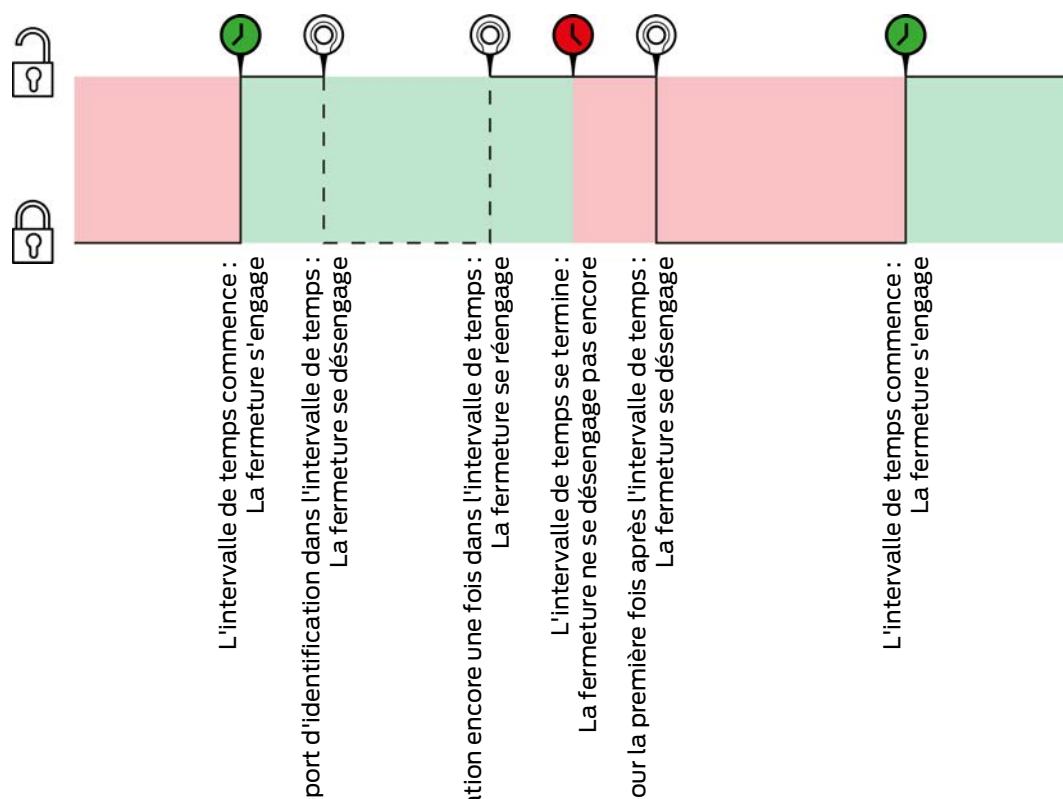 L'intervalle de temps commence :
La fermeture s'engage
port d'identification dans l'intervalle de temps :
La fermeture se désengage
encore une fois dans l'intervalle de temps :
La fermeture se réengage
L'intervalle de temps se termine :
La fermeture ne se désengage pas encore
la première fois après l'intervalle de temps :
La fermeture se désengage
L'intervalle de temps commence :
La fermeture s'engage